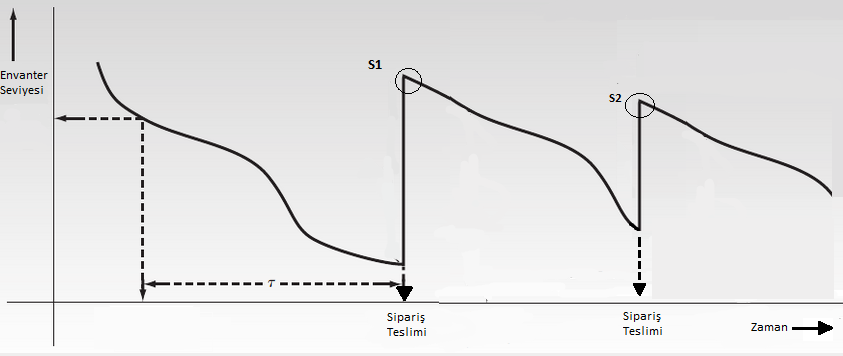 Envanter
Seviyesi
S1
S2
τ
Sipariş
Teslimi
Sipariş
Teslimi
Zaman